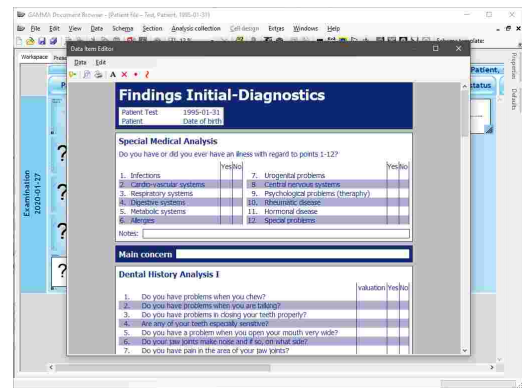 GAMMA Document Browser - [Patient file - Test, Patient, 1995-01-31]
File Edit View Data Schema Section Analysis collection Cell design Extras Windows Help
Workspace
Data Item Editor
Data Edit
Patient,
Status
Properties
Defaults
Examination
2020-01-27
Findings Initial-Diagnostics
Patient Test 1995-01-31
Patient Date of birth
Special Medical Analysis
Do you have or did you ever have an illness with regard to points 1-12?
Yes No Yes No
1. Infections 7. Urogenital problems
2. Cardio-vascular systems 8. Central nervous systems
3. Respiratory systems 9. Psychological problems (theraphy)
4. Digestive systems 10. Rheumatic disease
5. Metabolic systems 11. Hormonal disease
6. Allergies 12. Special problems
Notes:
Main concern
Dental History Analysis I
valuation Yes No
1. Do you have problems when you chew?
2. Do you have problems when you are talking?
3. Do you have problems in closing your teeth properly?
4. Are any of your teeth especially sensitive?
5. Do you have a problem when you open your mouth very wide?
6. Do your jaw joints make noise and if so, on what side?
7. Do you have pain in the area of your jaw joints?